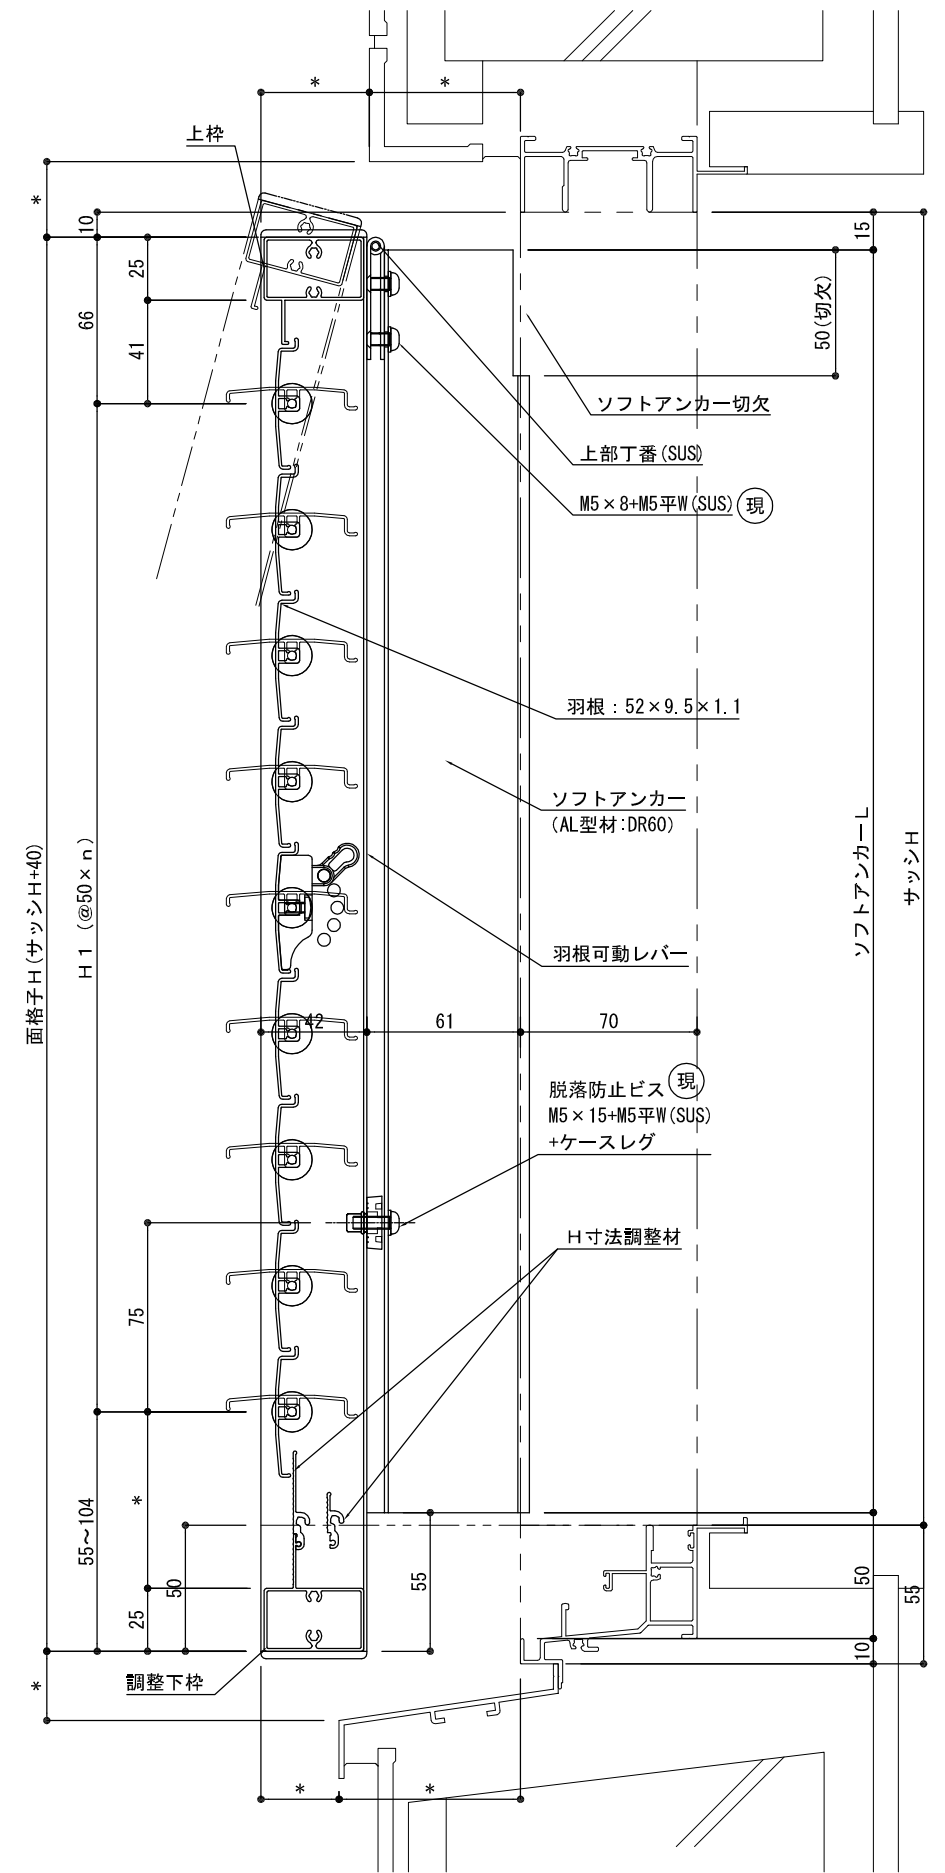 *
*
上枠
*
10
15
25
66
41
50(切欠)
ソフトアンカー切欠
上部丁番(SUS)
M5×8+M5平W(SUS) 現
羽根：52×9.5×1.1
ソフトアンカー
(AL型材:DR60)
面格子H(サッシH+40)
H1 (@50×n)
ソフトアンカーL
サッシH
羽根可動レバー
42
61
70
脱落防止ビス 現
M5×15+M5平W(SUS)
+ケースレグ
H寸法調整材
75
*
55～104
50
55
50
55
25
10
調整下枠
*
*
*